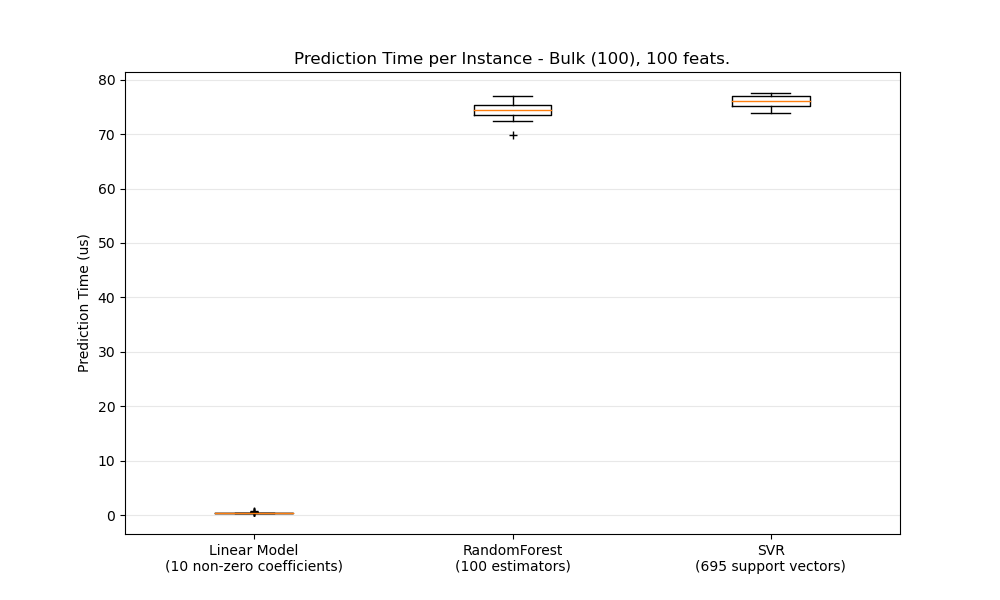 Prediction Time per Instance - Bulk (100), 100 feats.
80
70
60
50
40
30
20
10
0
Prediction Time (us)
Linear Model
(10 non-zero coefficients)
RandomForest
(100 estimators)
SVR
(695 support vectors)